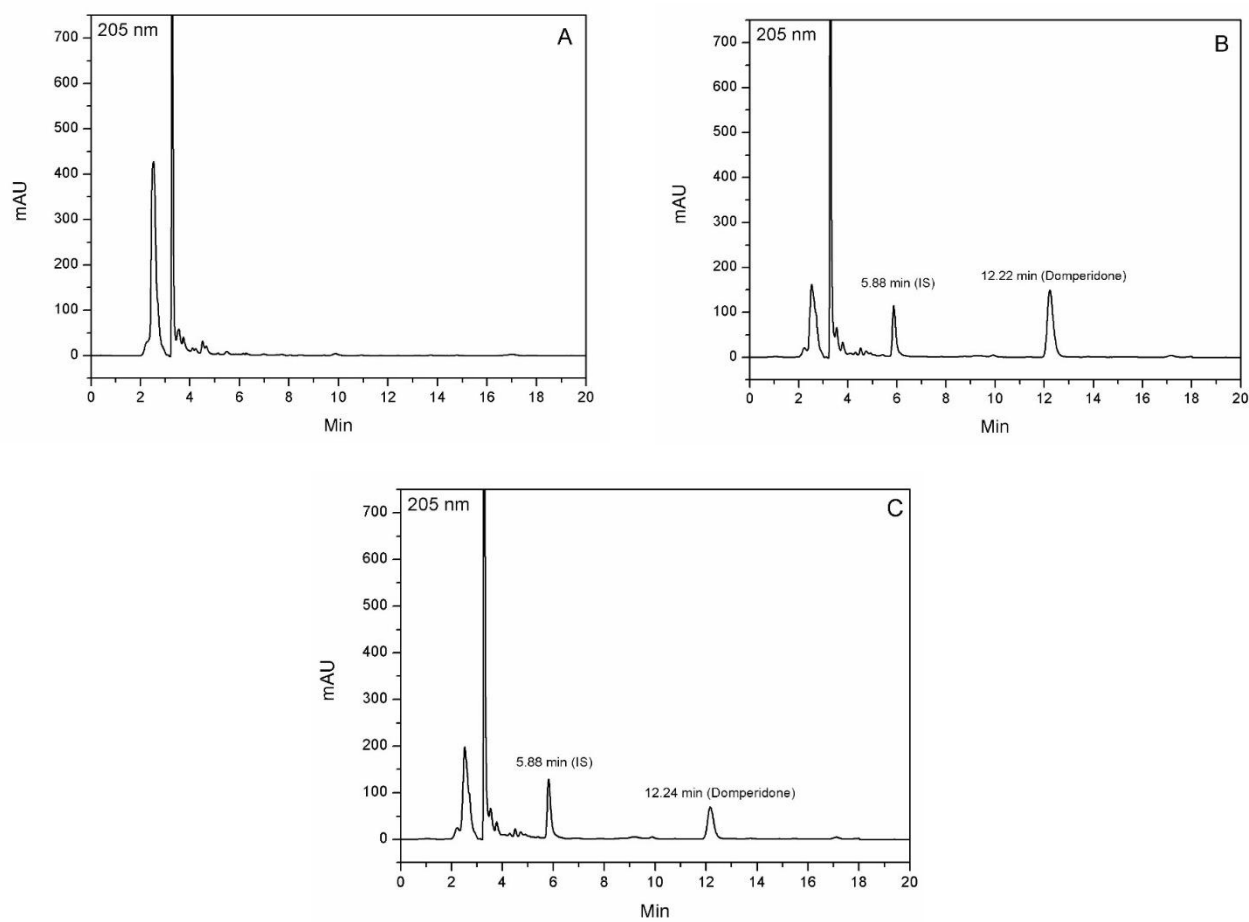 205 nm
A
mAU
700
600
500
400
300
200
100
0
0 2 4 6 8 10 12 14 16 18 20
Min
205 nm
B
mAU
700
600
500
400
300
200
100
0
5.88 min (IS)
12.22 min (Domperidone)
0 2 4 6 8 10 12 14 16 18 20
Min
205 nm
C
mAU
700
600
500
400
300
200
100
0
5.88 min (IS)
12.24 min (Domperidone)
0 2 4 6 8 10 12 14 16 18 20
Min